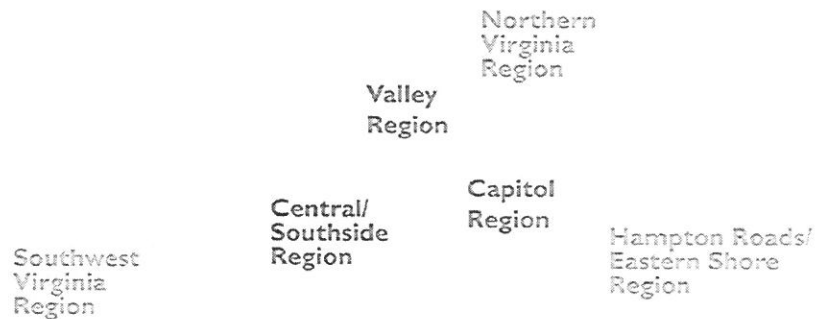 Northern
Virginia
Region
Valley
Region
Capitol
Region
Central/
Southside
Region
Hampton Roads/
Eastern Shore
Region
Southwest
Virginia
Region